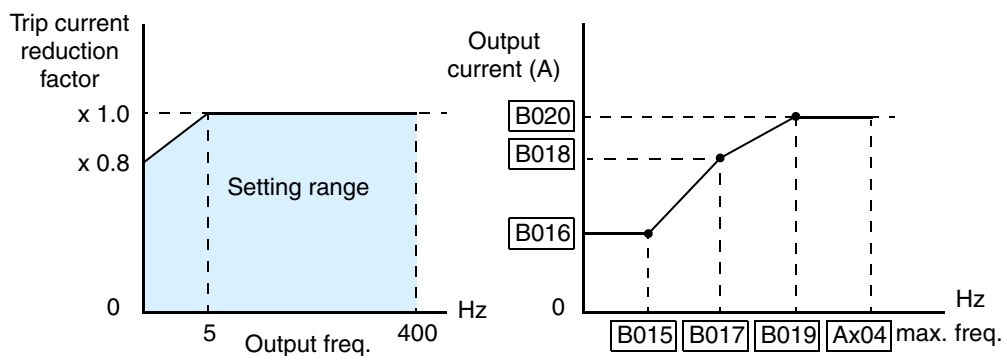 Trip current
reduction
factor
x 1.0
x 0.8
Setting range
0
Hz
5
400
Output freq.
Output
current (A)
B020
B018
B016
0
Hz
B015 B017 B019 Ax04 max. freq.